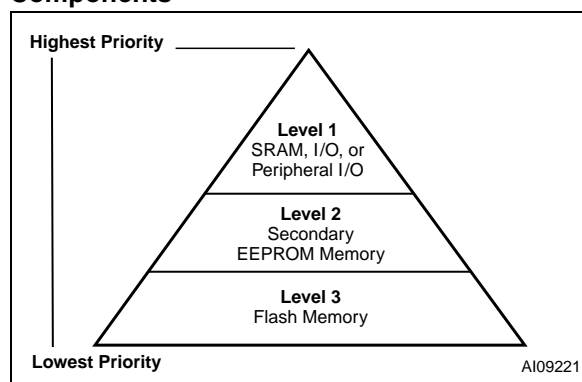 Components
Highest Priority
Level 1
SRAM, I/O, or
Peripheral I/O
Level 2
Secondary
EEPROM Memory
Level 3
Flash Memory
Lowest Priority
AI09221